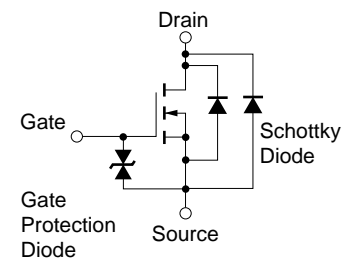 Drain
Gate
Schottky
Diode
Gate
Protection
Diode
Source